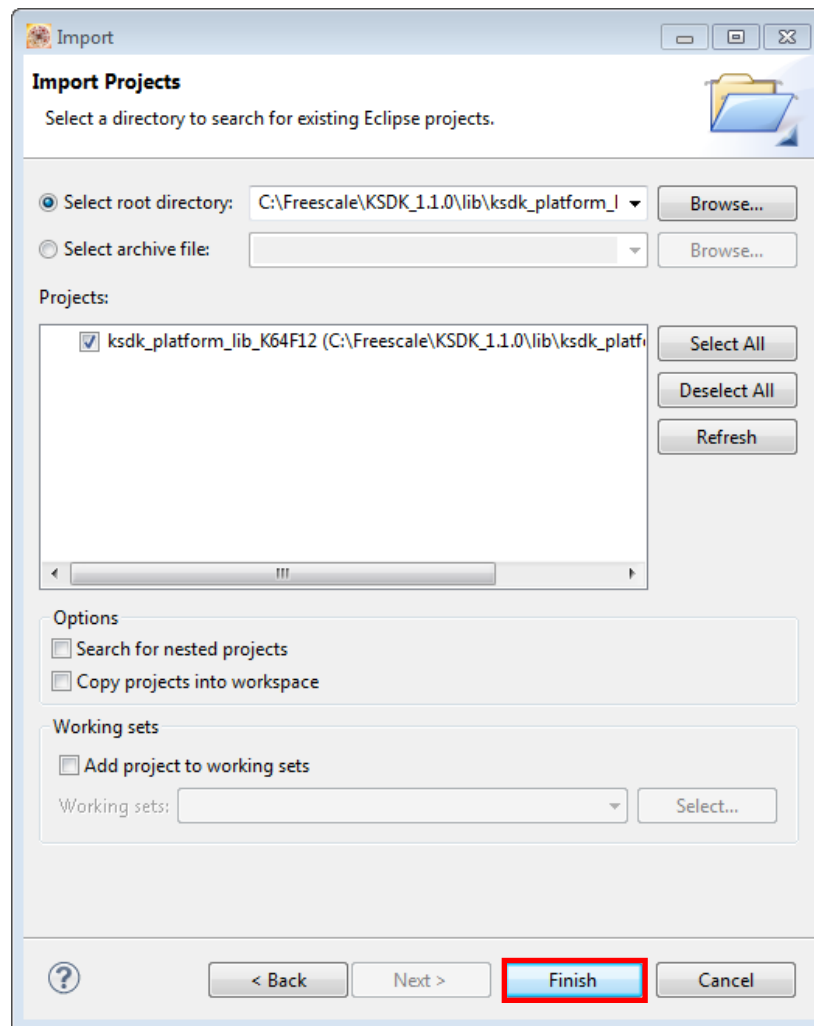 Import
Import Projects
Select a directory to search for existing Eclipse projects.
Select root directory: C:\Freescale\KSDK_1.1.0\lib\ksdk_platform_l Browse...
Select archive file: Browse...
Projects:
ksdk_platform_lib_K64F12 (C:\Freescale\KSDK_1.1.0\lib\ksdk_platf
Select All
Deselect All
Refresh
Options
Search for nested projects
Copy projects into workspace
Working sets
Add project to working sets
Working sets: Select...
? < Back Next > Finish Cancel